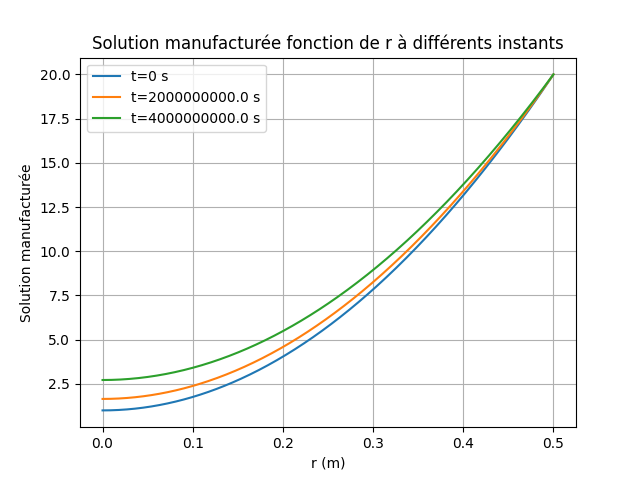 Solution manufacturée fonction de r à différents instants
t=0 s
t=2000000000.0 s
t=4000000000.0 s
Solution manufacturée
20.0
17.5
15.0
12.5
10.0
7.5
5.0
2.5
0.0 0.1 0.2 0.3 0.4 0.5
r (m)